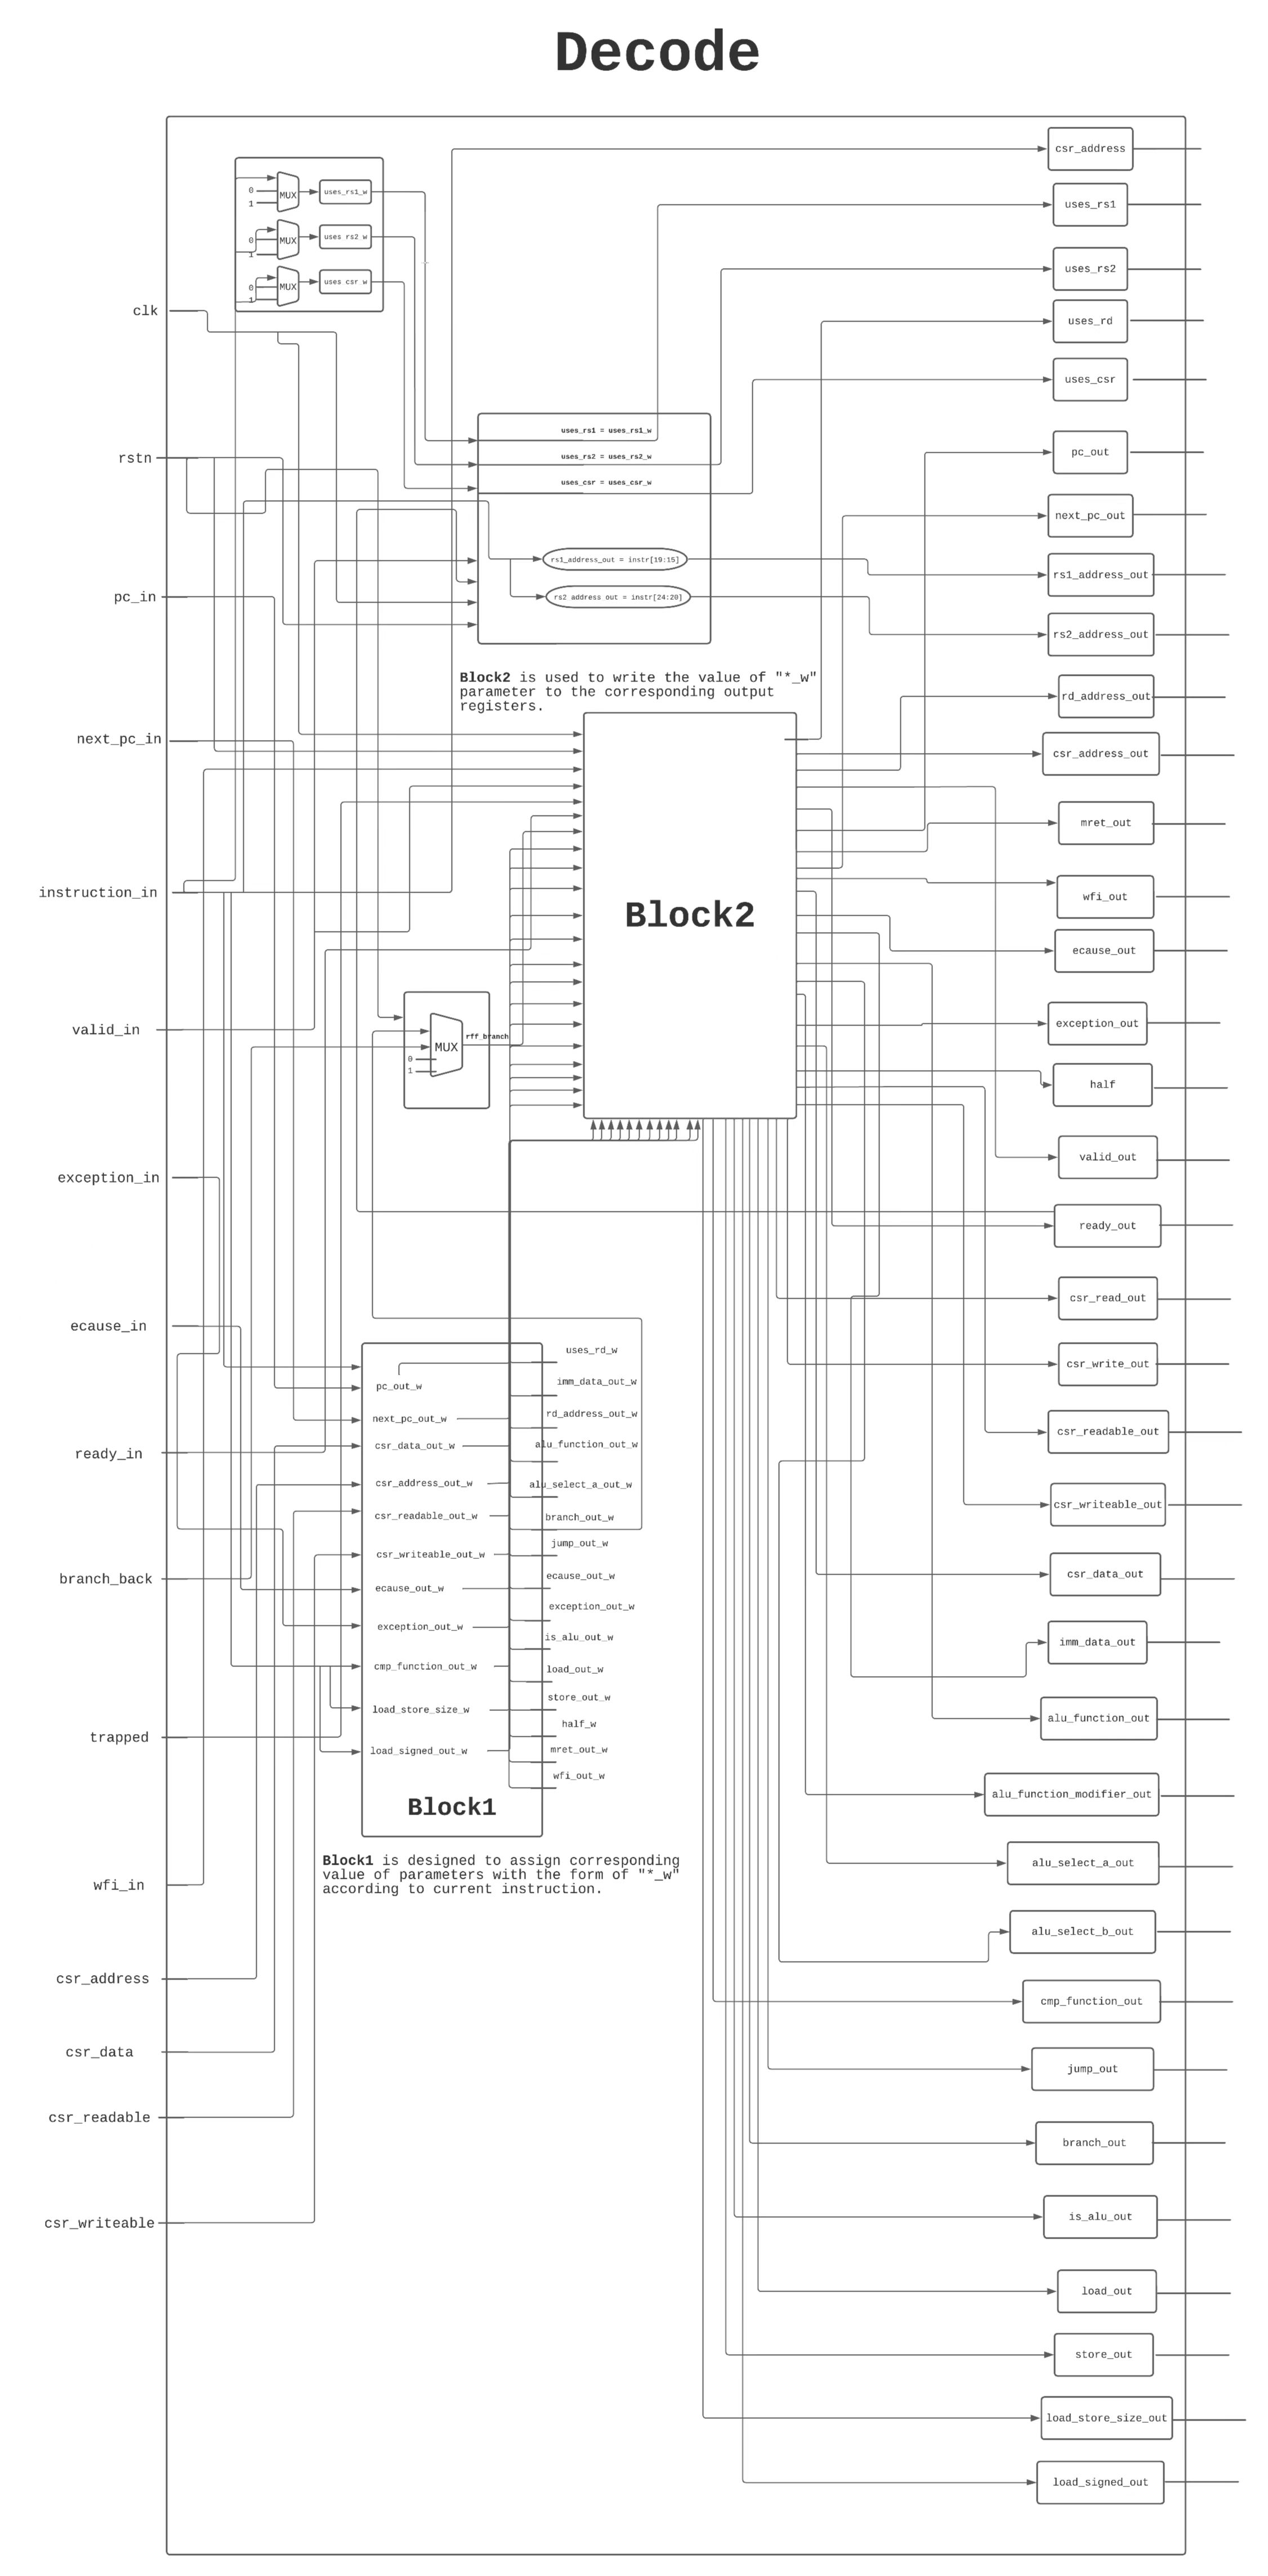 Decode
csr_address
uses_rs1
uses_rs2
uses_rd
uses_csr
pc_out
next_pc_out
rs1_address_out
rs2_address_out
rd_address_out
csr_address_out
mret_out
wfi_out
ecause_out
exception_out
half
valid_out
ready_out
csr_read_out
csr_write_out
csr_readable_out
csr_writeable_out
csr_data_out
imm_data_out
alu_function_out
alu_function_modifier_out
alu_select_a_out
alu_select_b_out
cmp_function_out
jump_out
branch_out
is_alu_out
load_out
store_out
load_store_size_out
load_signed_out
clk
rstn
pc_in
next_pc_in
instruction_in
valid_in
exception_in
ecause_in
ready_in
branch_back
trapped
wfi_in
csr_address
csr_data
csr_readable
csr_writeable
0
1
MUX
uses_rs1_w
0
1
MUX
uses rs2 w
0
1
MUX
uses csr w
uses_rs1 = uses_rs1_w
uses_rs2 = uses_rs2_w
uses_csr = uses_csr_w
rs1_address_out = instr[19:15]
rs2 address out = instr[24:20]
Block2 is used to write the value of "*_w"
parameter to the corresponding output
registers.
Block2
MUX
0
1
rff_branch
pc_out_w
next_pc_out_w
csr_data_out_w
csr_address_out_w
csr_readable_out_w
csr_writeable_out_w
ecause_out_w
exception_out_w
cmp_function_out_w
load_store_size_w
load_signed_out_w
uses_rd_w
imm_data_out_w
rd_address_out_w
alu_function_out_w
alu_select_a_out_w
branch_out_w
jump_out_w
ecause_out_w
exception_out_w
is_alu_out_w
load_out_w
store_out_w
half_w
mret_out_w
wfi_out_w
Block1
Block1 is designed to assign corresponding
value of parameters with the form of "*_w"
according to current instruction.